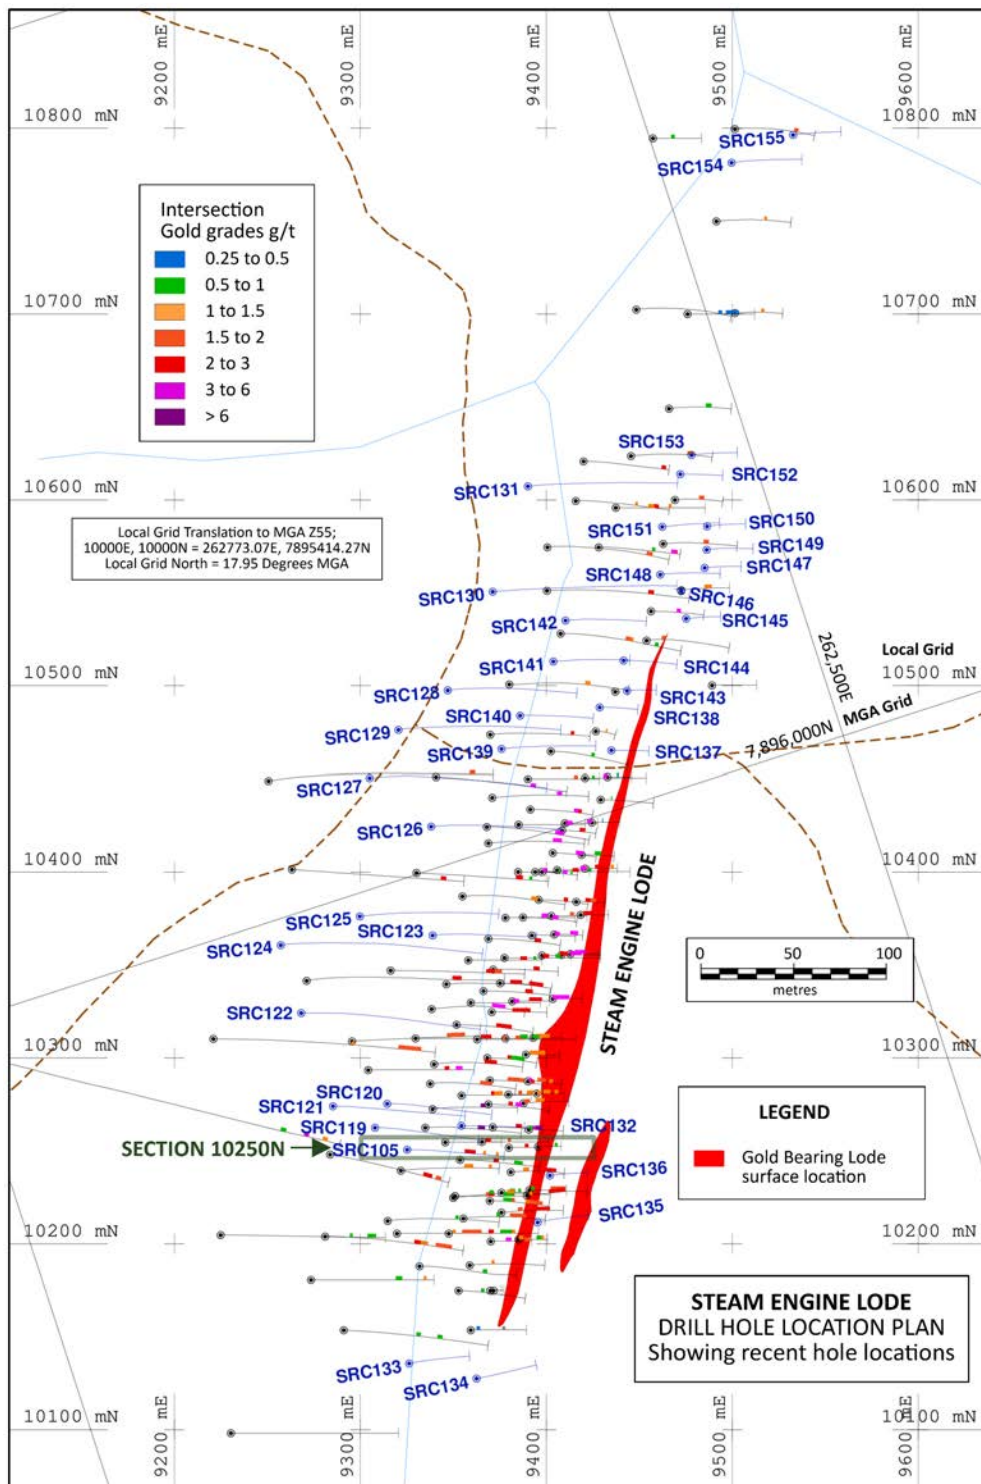 9200 mE
9300 mE
9400 mE
9500 mE
9600 mE
10800 mN
10800 mN
SRC155
SRC154
Intersection
Gold grades g/t
0.25 to 0.5
0.5 to 1
1 to 1.5
1.5 to 2
2 to 3
3 to 6
> 6
10700 mN
10700 mN
SRC153
SRC152
SRC131
10600 mN
10600 mN
Local Grid Translation to MGA Z55;
10000E, 10000N = 262773.07E, 7895414.27N
Local Grid North = 17.95 Degrees MGA
SRC151
SRC150
SRC149
SRC148
SRC147
SRC130
SRC146
SRC142
SRC145
262,500E
Local Grid
SRC141
SRC144
10500 mN
10500 mN
SRC128
SRC143
MGA Grid
SRC140
SRC138
SRC129
7,896,000N
SRC139
SRC137
SRC127
SRC126
10400 mN
10400 mN
STEAM ENGINE LODE
SRC125
SRC123
SRC124
0 50 100
metres
SRC122
10300 mN
10300 mN
SRC120
SRC121
SRC119
SRC132
SECTION 10250N
SRC105
LEGEND
Gold Bearing Lode
surface location
SRC136
SRC135
10200 mN
10200 mN
STEAM ENGINE LODE
DRILL HOLE LOCATION PLAN
Showing recent hole locations
SRC133
SRC134
10100 mN
10100 mN
9200 mE
9300 mE
9400 mE
9500 mE
9600 mE